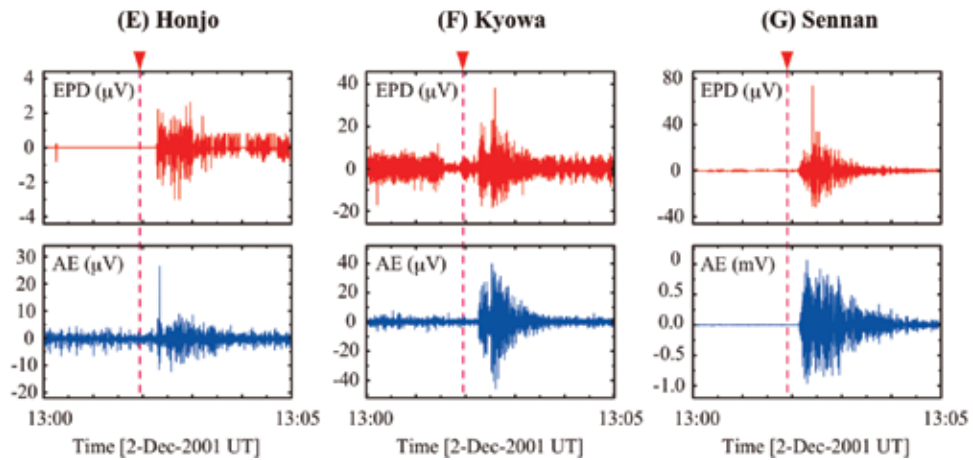 (E) Honjo
(F) Kyowa
(G) Sennan
EPD (μV)
4
2
0
-2
-4
EPD (μV)
40
20
0
-20
EPD (μV)
80
40
0
-40
AE (μV)
30
20
10
0
-10
-20
AE (μV)
40
20
0
-20
-40
AE (mV)
0
0.5
0.0
-0.5
-1.0
13:00 13:05
13:00 13:05
13:00 13:05
Time [2-Dec-2001 UT]
Time [2-Dec-2001 UT]
Time [2-Dec-2001 UT]